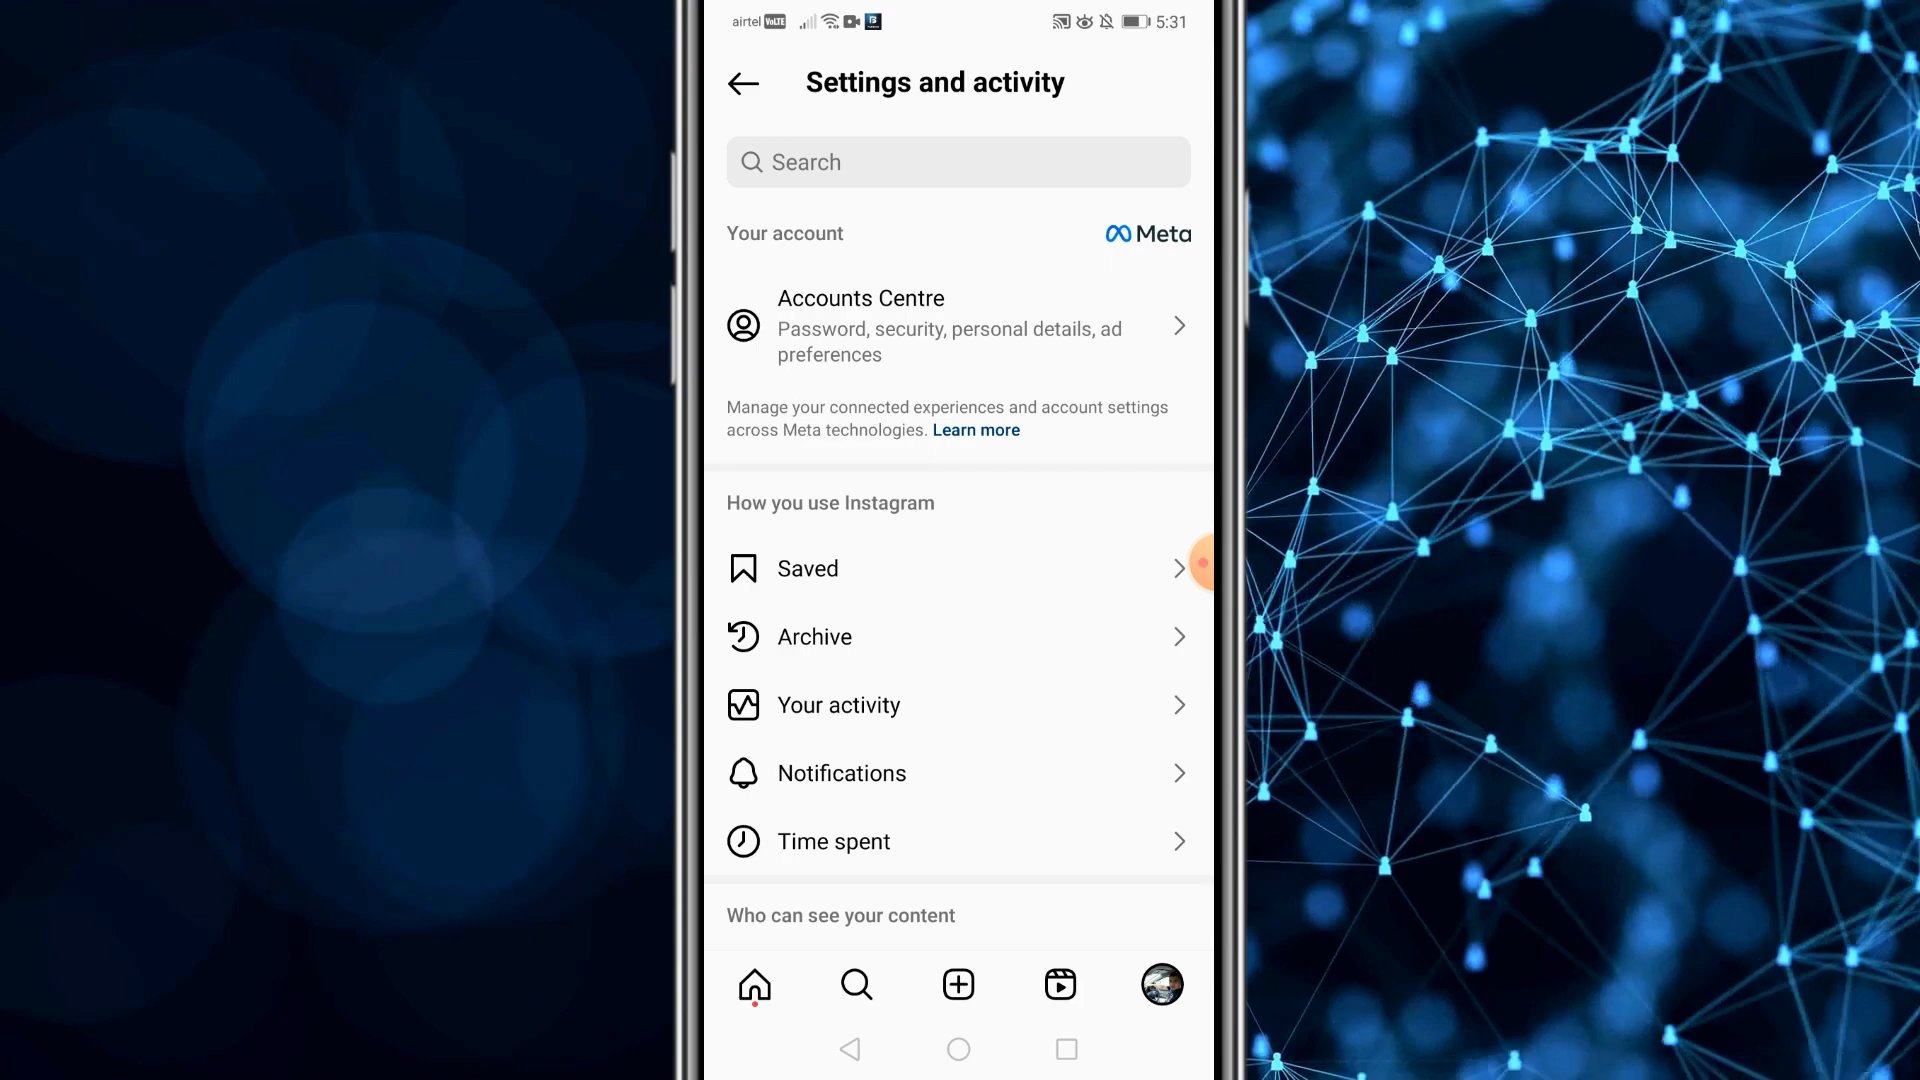 airtel VoLTE 5:31
Settings and activity
Search
Your account
Meta
Accounts Centre
Password, security, personal details, ad
preferences
Manage your connected experiences and account settings
across Meta technologies. Learn more
How you use Instagram
Saved
Archive
Your activity
Notifications
Time spent
Who can see your content